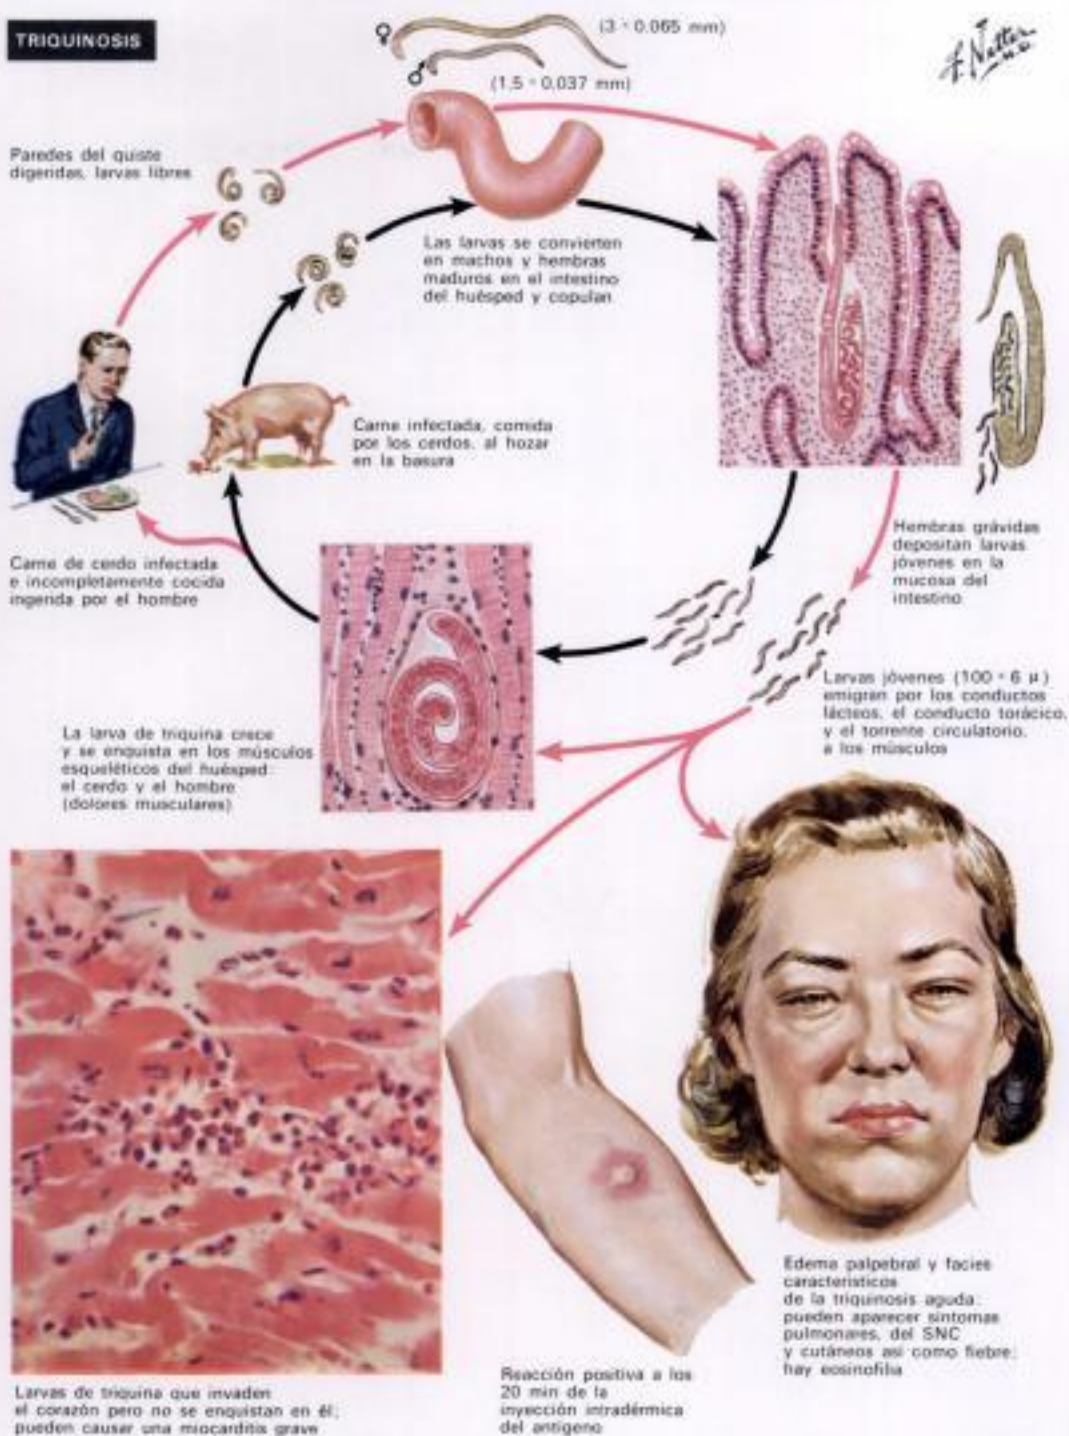 TRIQUINOSIS
♀
(3 × 0.065 mm)
♂
(1.5 × 0.037 mm)
F. Netter
M.D.
Paredes del quiste
digeridas, larvas libres
Las larvas se convierten
en machos y hembras
maduros en el intestino
del huésped y copulan
Carne infectada, comida
por los cerdos, al hozar
en la basura
Carne de cerdo infectada
e incompletamente cocida
ingerida por el hombre
Hembras grávidas
depositan larvas
jóvenes en la
mucosa del
intestino
Larvas jóvenes (100 × 6 µ)
emigran por los conductos
lácteos, el conducto torácico,
y el torrente circulatorio,
a los músculos
La larva de triquina crece
y se enquista en los músculos
esqueléticos del huésped:
el cerdo y el hombre
(dolores musculares)
Larvas de triquina que invaden
el corazón pero no se enquistan en él;
pueden causar una miocarditis grave
Reacción positiva a los
20 min de la
inyección intradérmica
del antígeno
Edema palpebral y facies
característicos
de la triquinosis aguda:
pueden aparecer síntomas
pulmonares, del SNC
y cutáneos así como fiebre;
hay eosinofilia